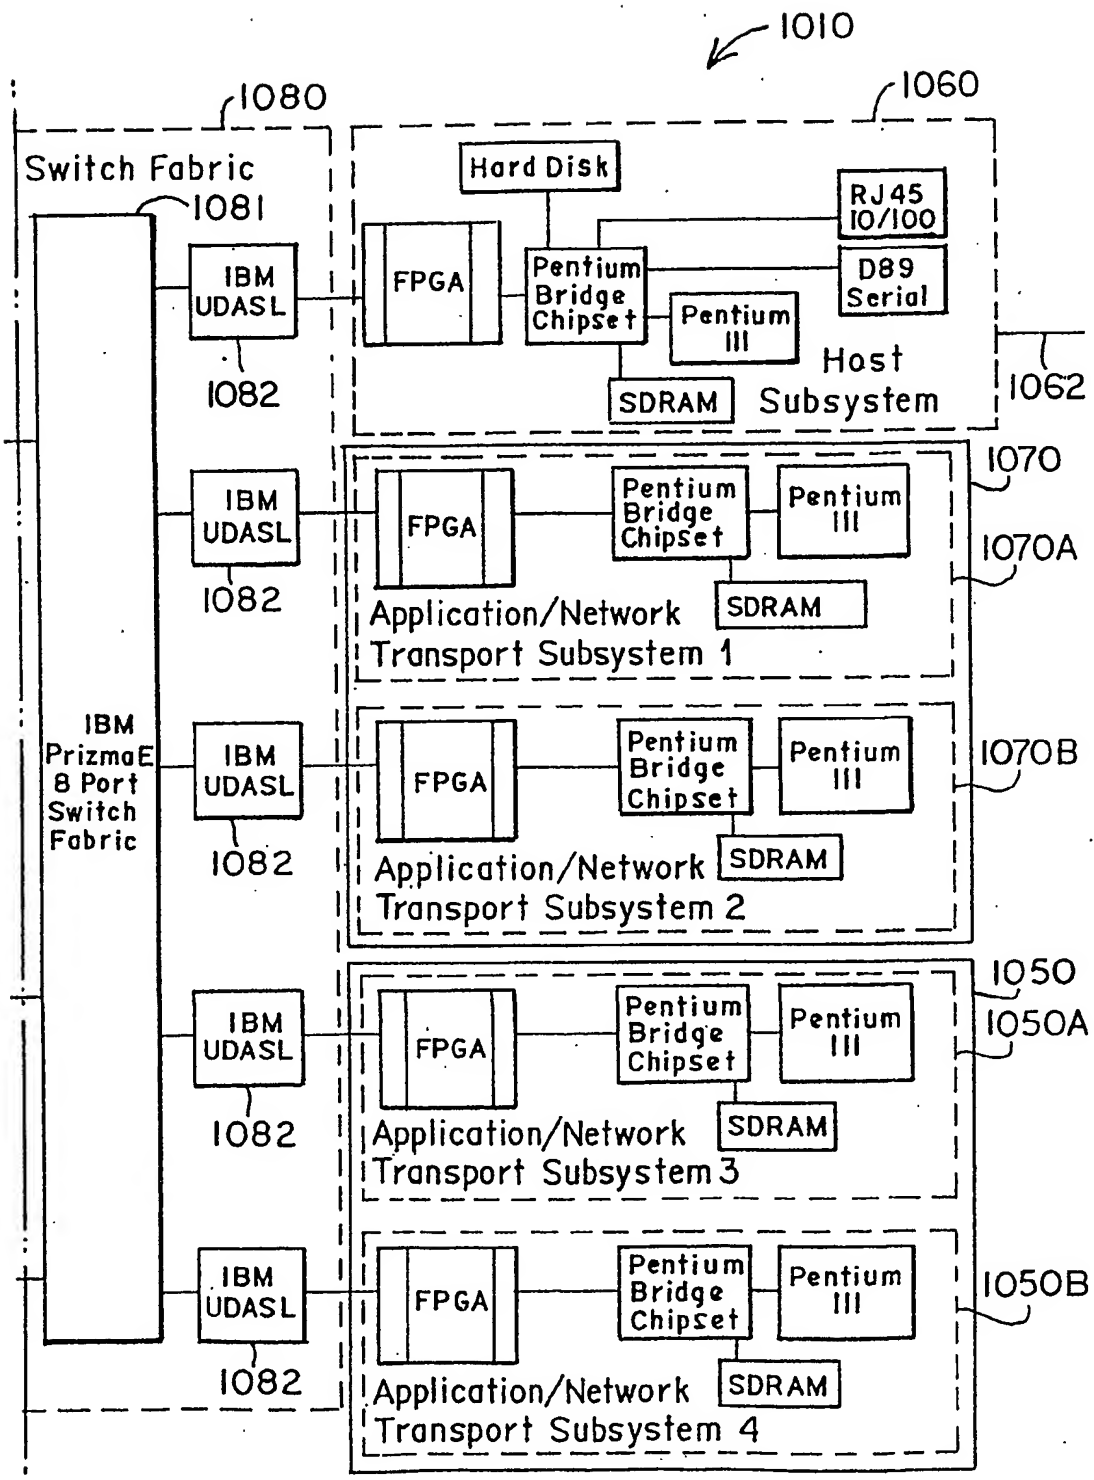 1010
1080
1060
Switch Fabric
1081
Hard Disk
RJ45
10/100
IBM
UDASL
FPGA
Pentium
Bridge
Chipset
D89
Serial
Pentium
III
1082
SDRAM
Host
Subsystem
1062
1070
IBM
UDASL
FPGA
Pentium
Bridge
Chipset
Pentium
III
1070A
1082
SDRAM
Application/Network
Transport Subsystem 1
IBM
PrizmaE
8 Port
Switch
Fabric
IBM
UDASL
FPGA
Pentium
Bridge
Chipset
Pentium
III
1070B
1082
SDRAM
Application/Network
Transport Subsystem 2
1050
IBM
UDASL
FPGA
Pentium
Bridge
Chipset
Pentium
III
1050A
1082
SDRAM
Application/Network
Transport Subsystem 3
IBM
UDASL
FPGA
Pentium
Bridge
Chipset
Pentium
III
1050B
1082
SDRAM
Application/Network
Transport Subsystem 4